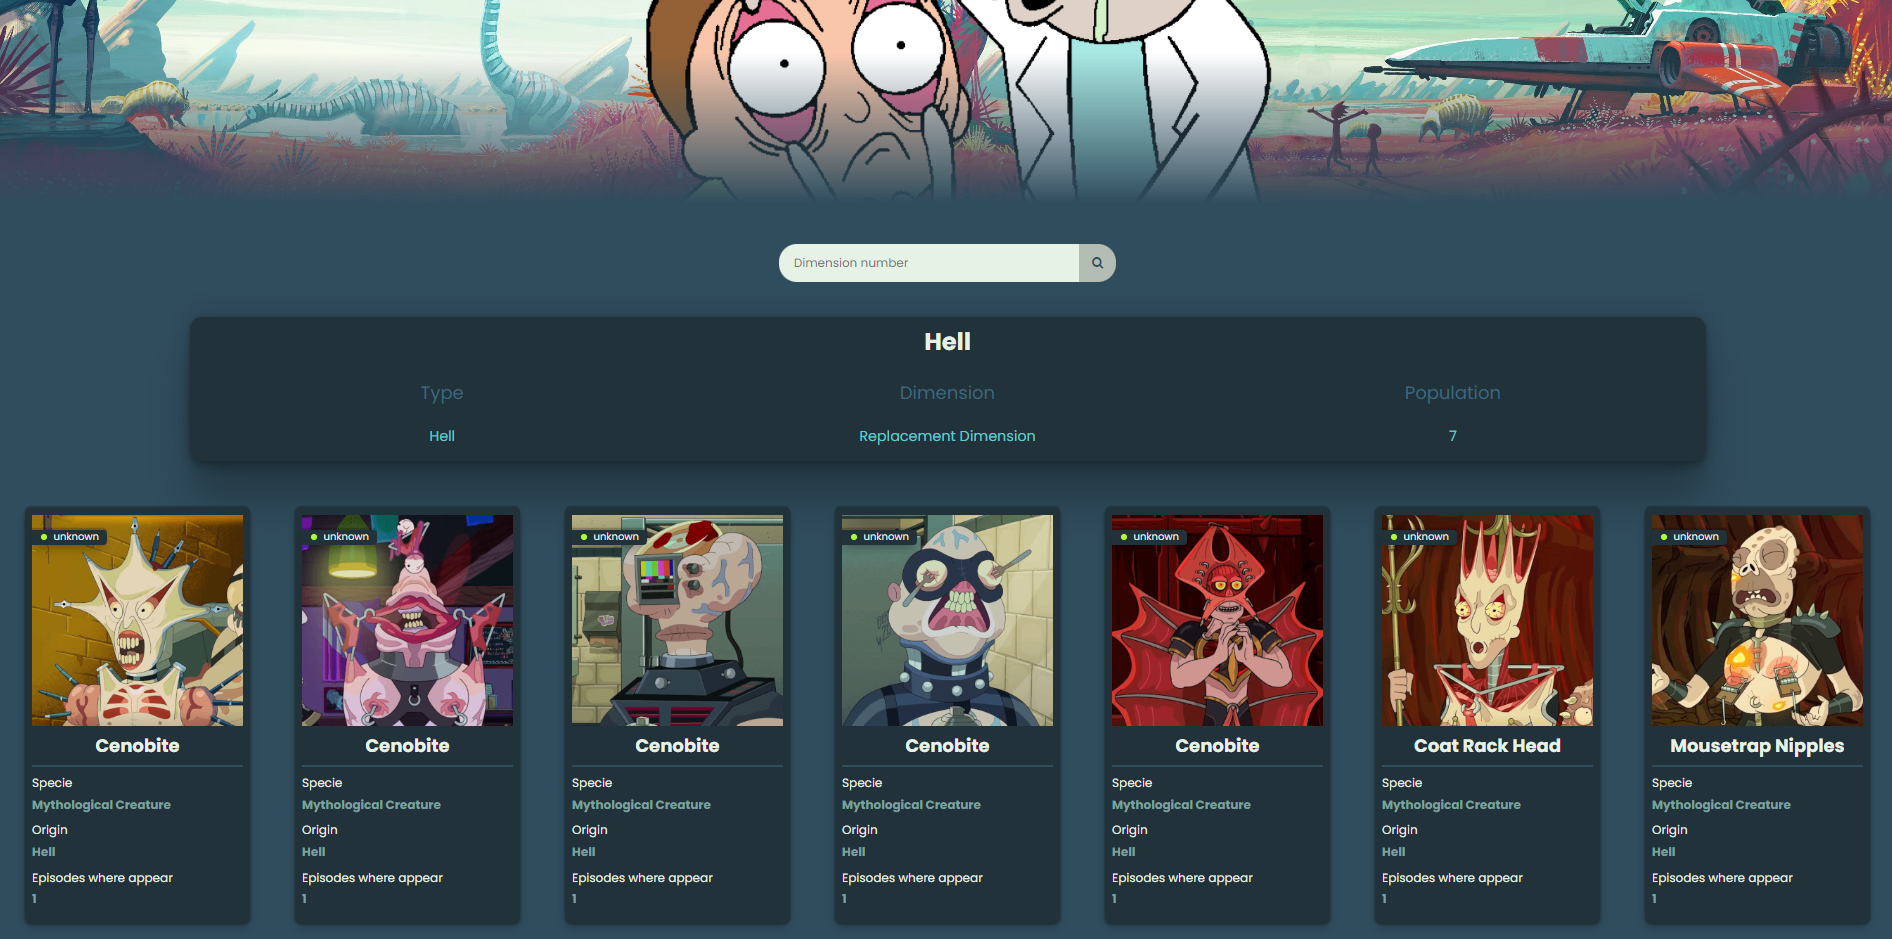 Dimension number
Hell
Type
Dimension
Population
Hell
Replacement Dimension
7
unknown
Cenobite
Specie
Mythological Creature
Origin
Hell
Episodes where appear
1
unknown
Cenobite
Specie
Mythological Creature
Origin
Hell
Episodes where appear
1
unknown
Cenobite
Specie
Mythological Creature
Origin
Hell
Episodes where appear
1
unknown
Cenobite
Specie
Mythological Creature
Origin
Hell
Episodes where appear
1
unknown
Cenobite
Specie
Mythological Creature
Origin
Hell
Episodes where appear
1
unknown
Coat Rack Head
Specie
Mythological Creature
Origin
Hell
Episodes where appear
1
unknown
Mousetrap Nipples
Specie
Mythological Creature
Origin
Hell
Episodes where appear
1